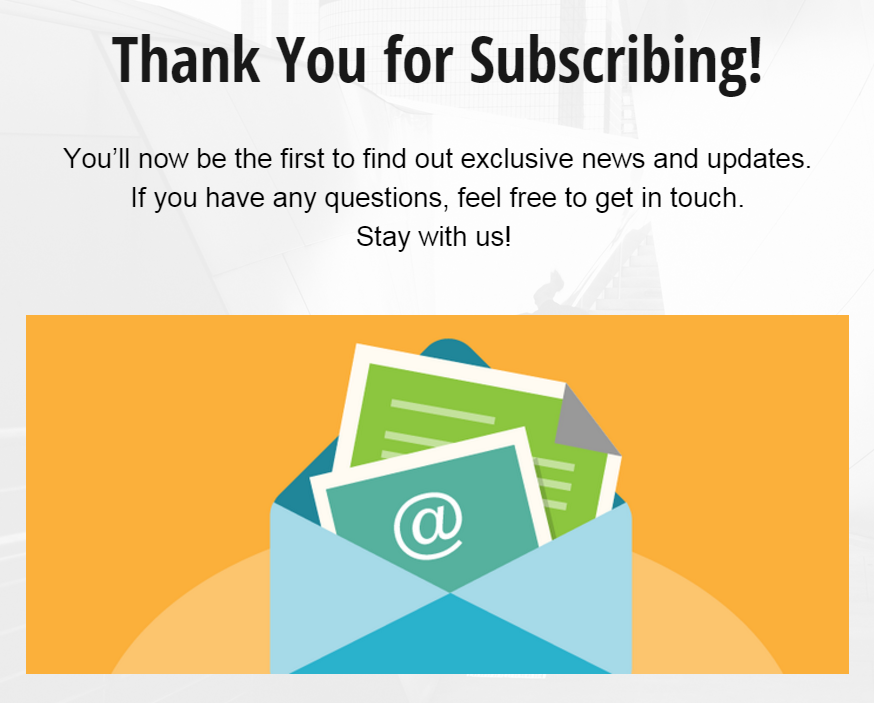 Thank You for Subscribing!
You’ll now be the first to find out exclusive news and updates.
If you have any questions, feel free to get in touch.
Stay with us!
@